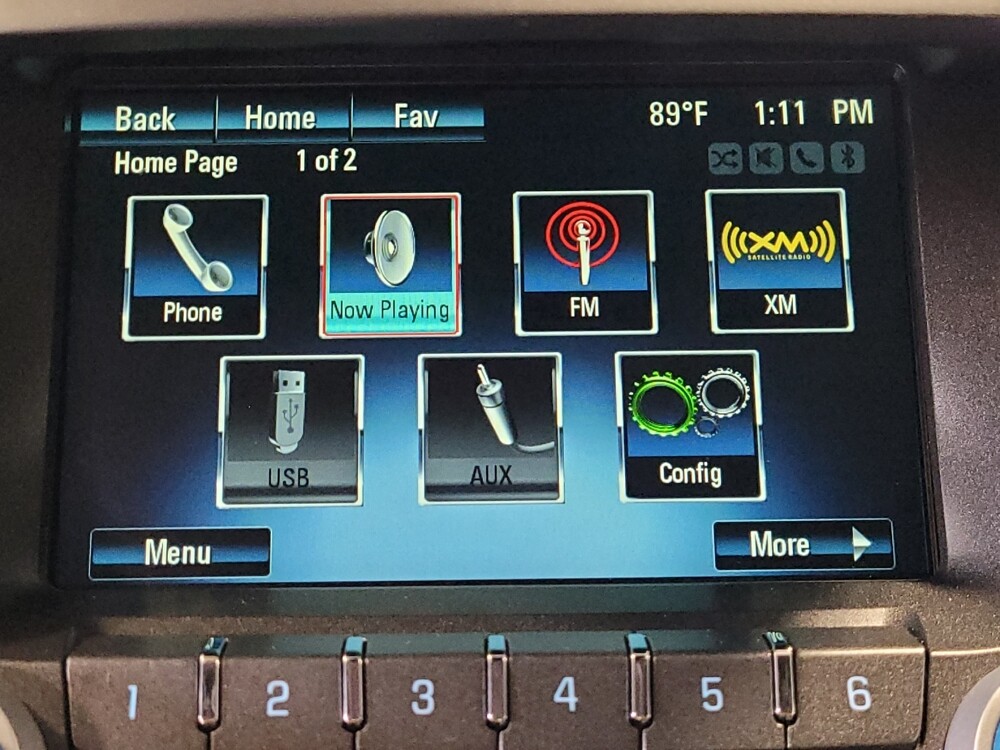 Back Home Fav 89°F 1:11 PM
Home Page 1 of 2
Phone Now Playing FM XM SATELLITE RADIO XM
USB AUX Config
Menu More
1 2 3 4 5 6